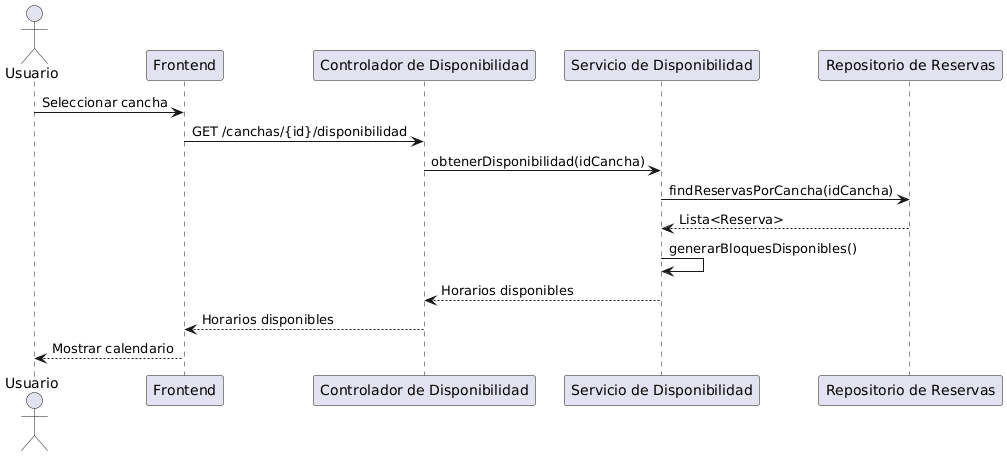 Usuario
Frontend
Controlador de Disponibilidad
Servicio de Disponibilidad
Repositorio de Reservas
Seleccionar cancha
GET /canchas/{id}/disponibilidad
obtenerDisponibilidad(idCancha)
findReservasPorCancha(idCancha)
Lista<Reserva>
generarBloquesDisponibles()
Horarios disponibles
Horarios disponibles
Mostrar calendario
Usuario
Frontend
Controlador de Disponibilidad
Servicio de Disponibilidad
Repositorio de Reservas